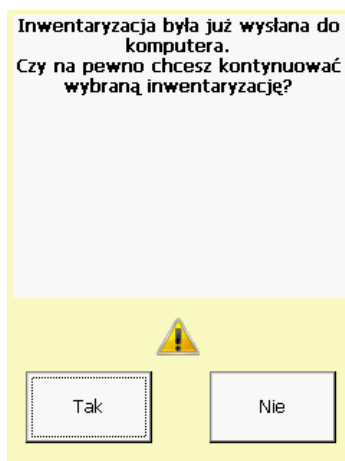 Inwentaryzacja była już wysłana do
komputera.
Czy na pewno chcesz kontynuować
wybraną inwentaryzację?
Tak
Nie